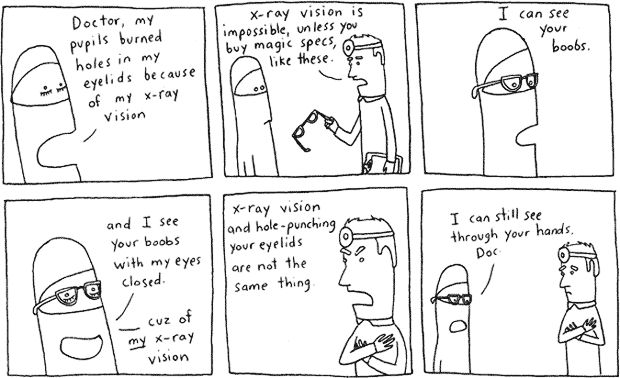 Doctor, my
pupils burned
holes in my
eyelids because
of my x-ray
vision
x-ray vision is
impossible, unless you
buy magic specs,
like these.
I can see
your
boobs.
and I see
your boobs
with my eyes
closed.
cuz of
my x-ray
vision
x-ray vision
and hole-punching
your eyelids
are not the
same thing.
I can still see
through your hands.
Doc.